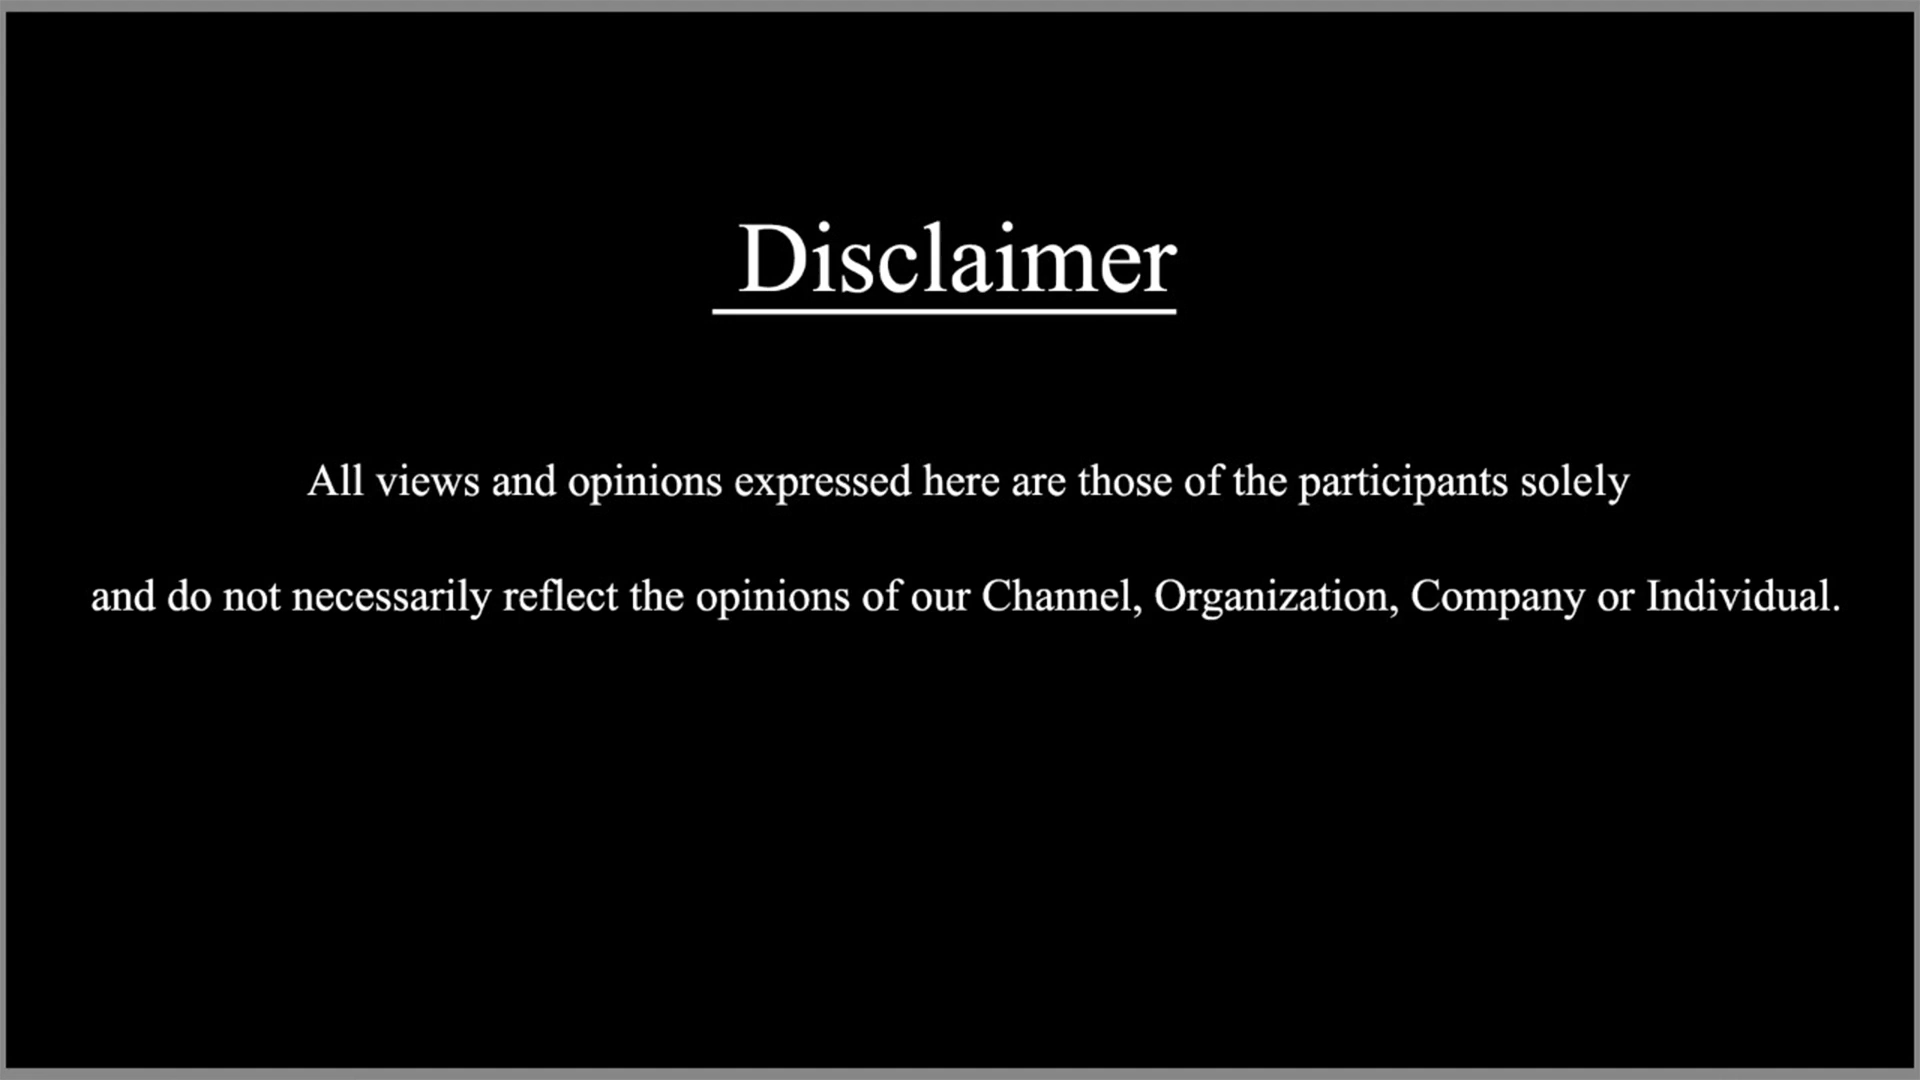 Disclaimer
All views and opinions expressed here are those of the participants solely
and do not necessarily reflect the opinions of our Channel, Organization, Company or Individual.